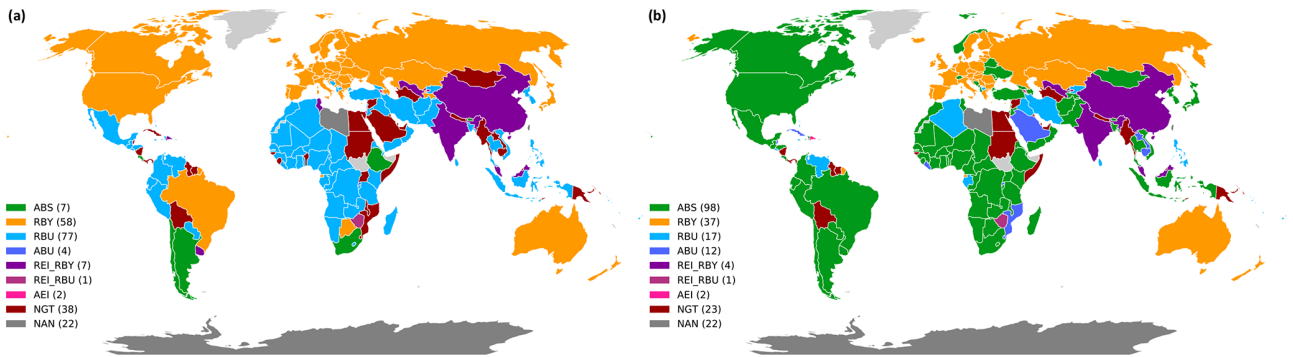 (a)
ABS (7)
RBY (58)
RBU (77)
ABU (4)
REI_RBY (7)
REI_RBU (1)
AEI (2)
NGT (38)
NAN (22)
(b)
ABS (98)
RBY (37)
RBU (17)
ABU (12)
REI_RBY (4)
REI_RBU (1)
AEI (2)
NGT (23)
NAN (22)